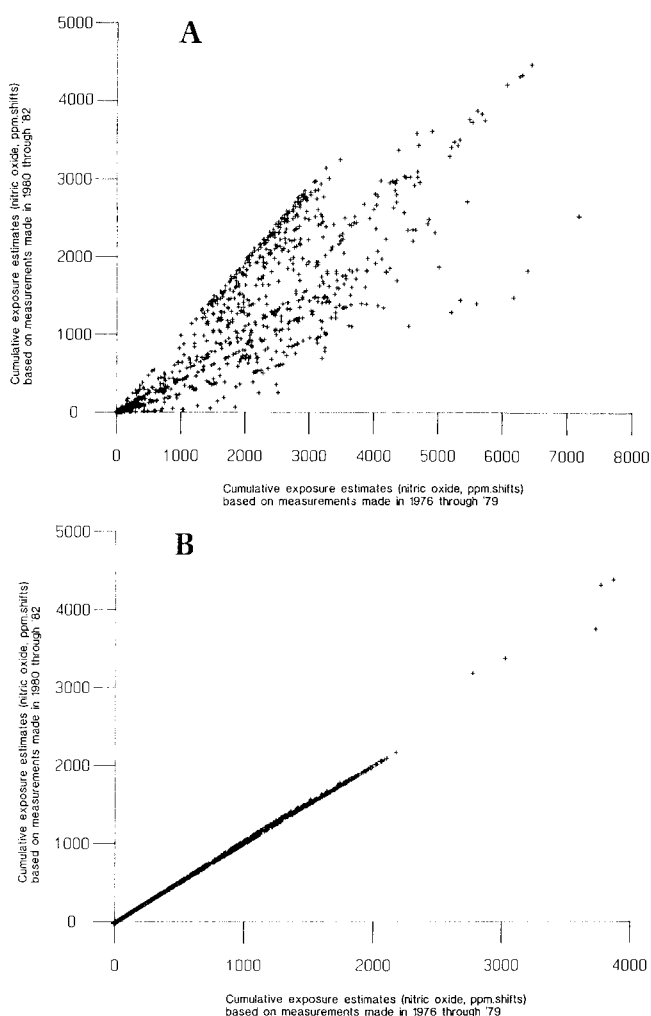 A
5000
4000
3000
2000
1000
0
Cumulative exposure estimates (nitric oxide, ppm.shifts)
based on measurements made in 1980 through '82
0 1000 2000 3000 4000 5000 6000 7000 8000
Cumulative exposure estimates (nitric oxide, ppm.shifts)
based on measurements made in 1976 through '79
B
5000
4000
3000
2000
1000
0
Cumulative exposure estimates (nitric oxide, ppm.shifts)
based on measurements made in 1980 through '82
0 1000 2000 3000 4000
Cumulative exposure estimates (nitric oxide, ppm.shifts)
based on measurements made in 1976 through '79